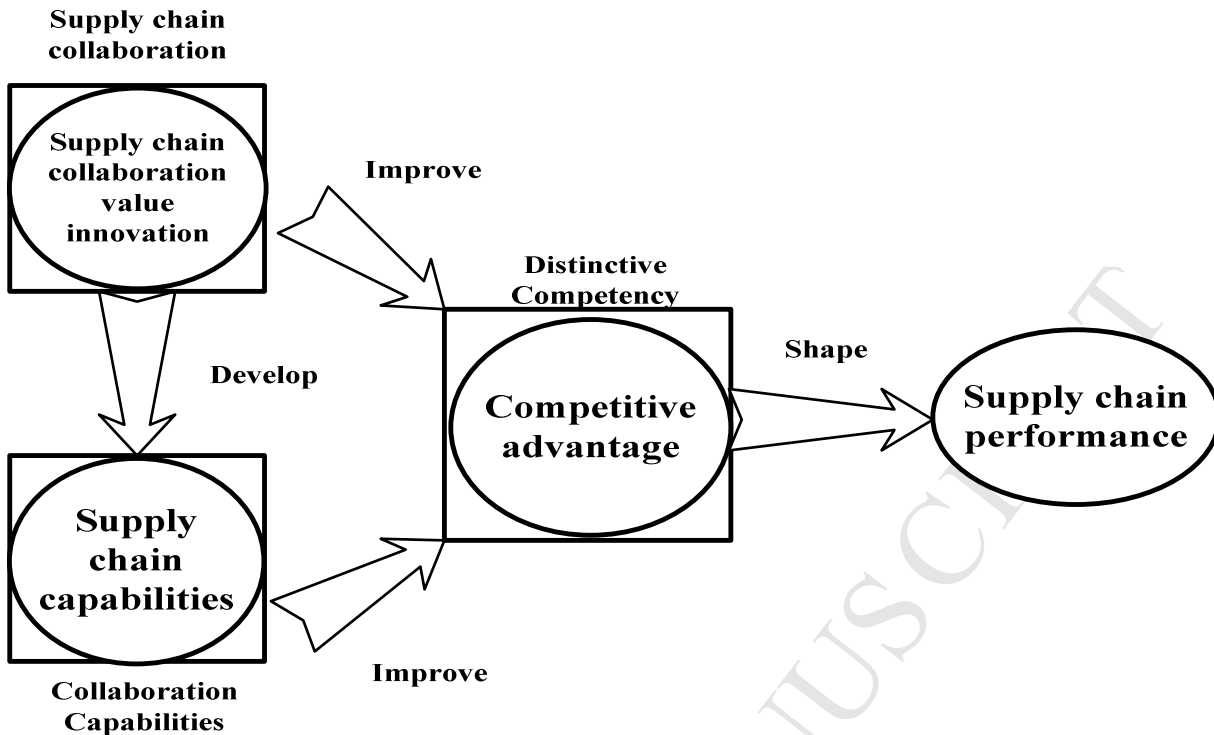 Supply chain
collaboration
Supply chain
collaboration
value
innovation
Improve
Distinctive
Competency
Develop
Shape
Competitive
advantage
Supply chain
performance
Supply
chain
capabilities
Improve
Collaboration
Capabilities